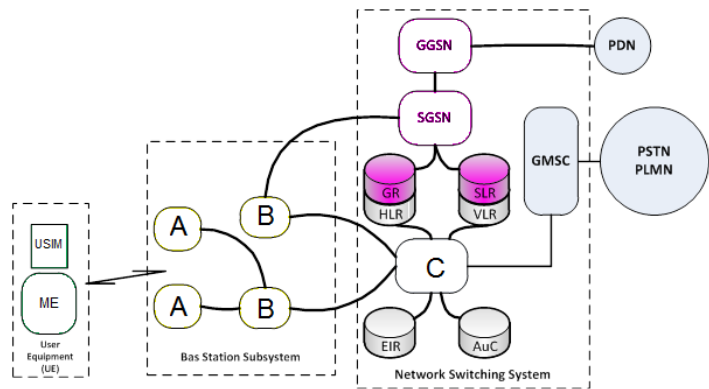 GGSN
PDN
SGSN
GMSC
PSTN
PLMN
GR
SLR
HLR
VLR
A
B
USIM
C
ME
A
B
EIR
AuC
User
Equipment
(UE)
Bas Station Subsystem
Network Switching System